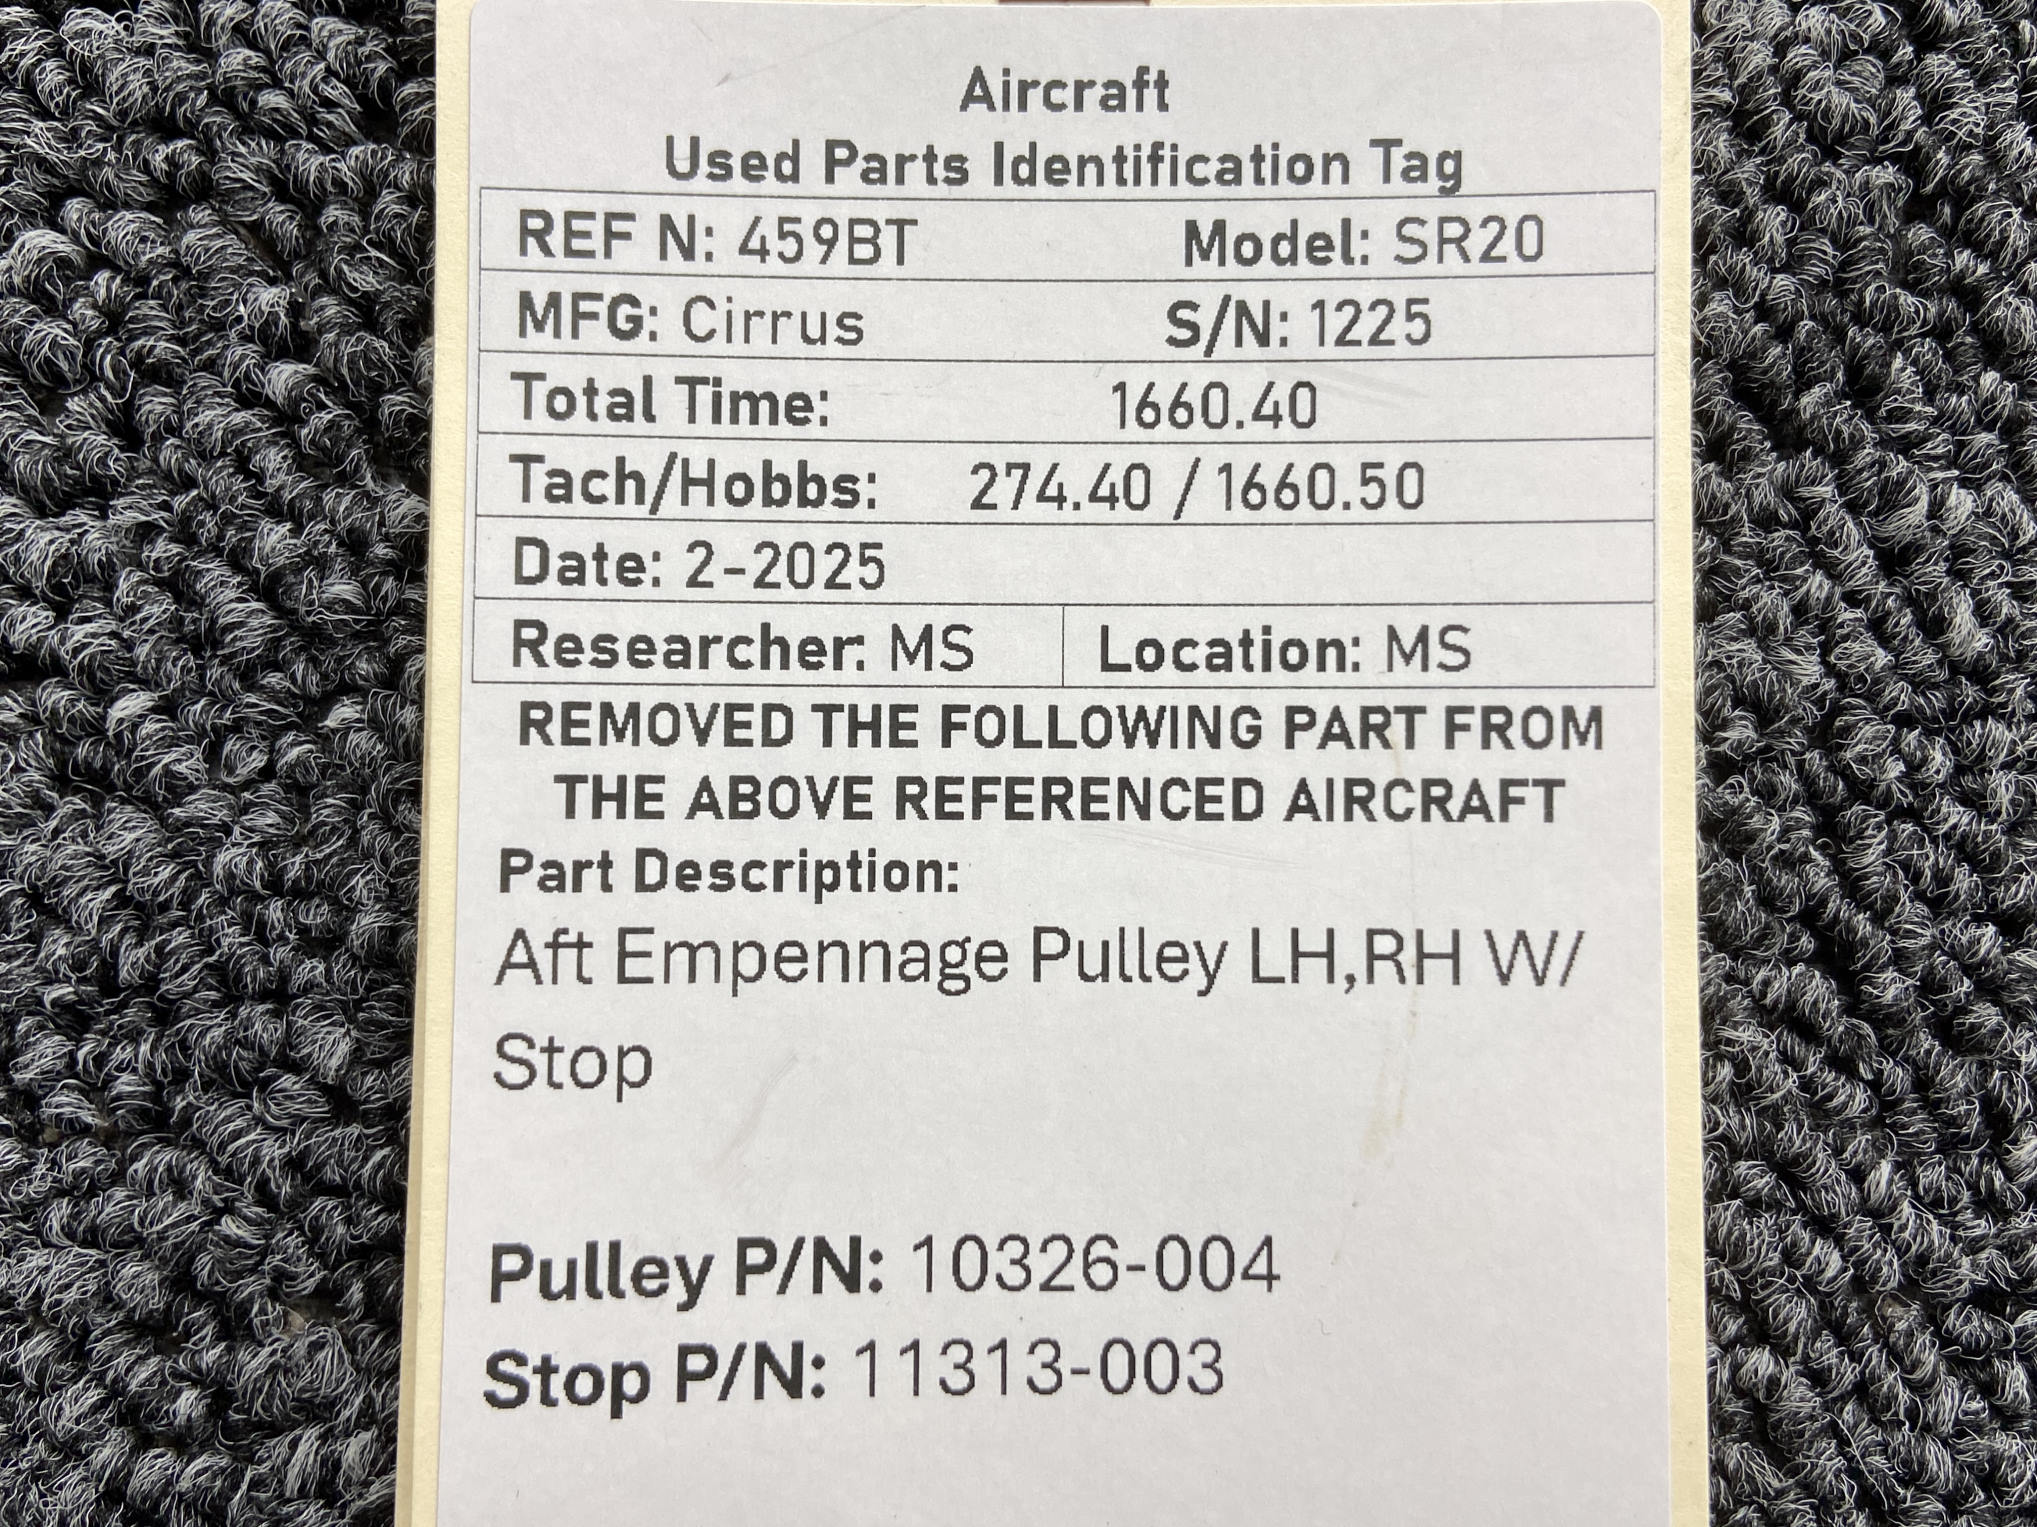 Aircraft
Used Parts Identification Tag
REF N: 459BT Model: SR20
MFG: Cirrus S/N: 1225
Total Time: 1660.40
Tach/Hobbs: 274.40 / 1660.50
Date: 2-2025
Researcher: MS Location: MS
REMOVED THE FOLLOWING PART FROM
THE ABOVE REFERENCED AIRCRAFT
Part Description:
Aft Empennage Pulley LH,RH W/
Stop
Pulley P/N: 10326-004
Stop P/N: 11313-003